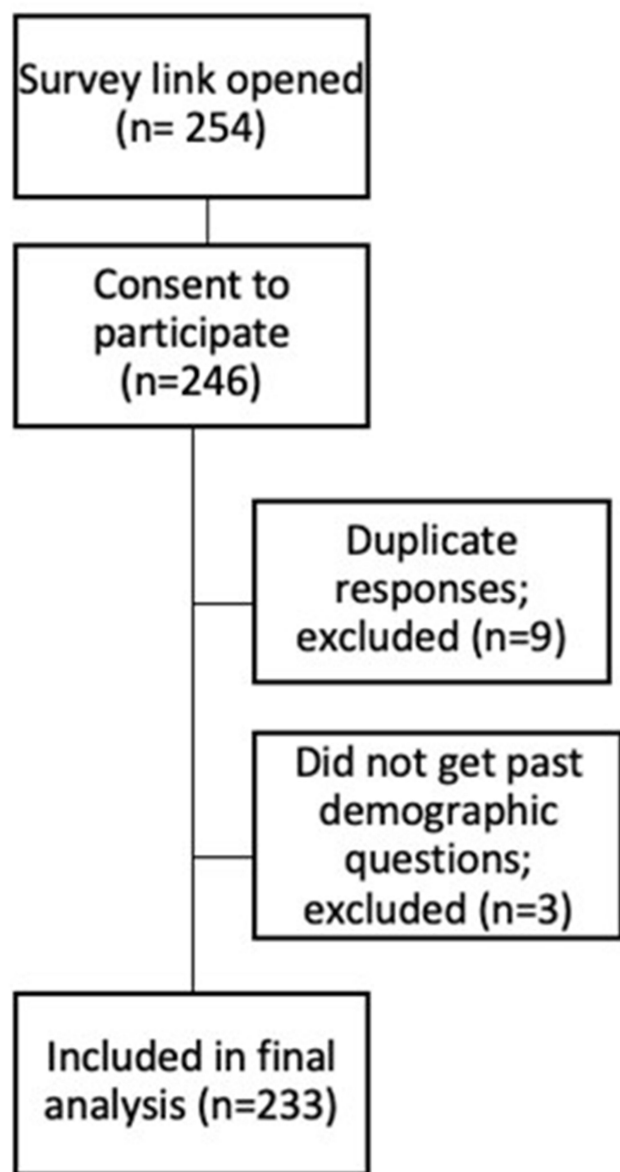 Survey link opened
(n= 254)
Consent to
participate
(n=246)
Duplicate
responses;
excluded (n=9)
Did not get past
demographic
questions;
excluded (n=3)
Included in final
analysis (n=233)